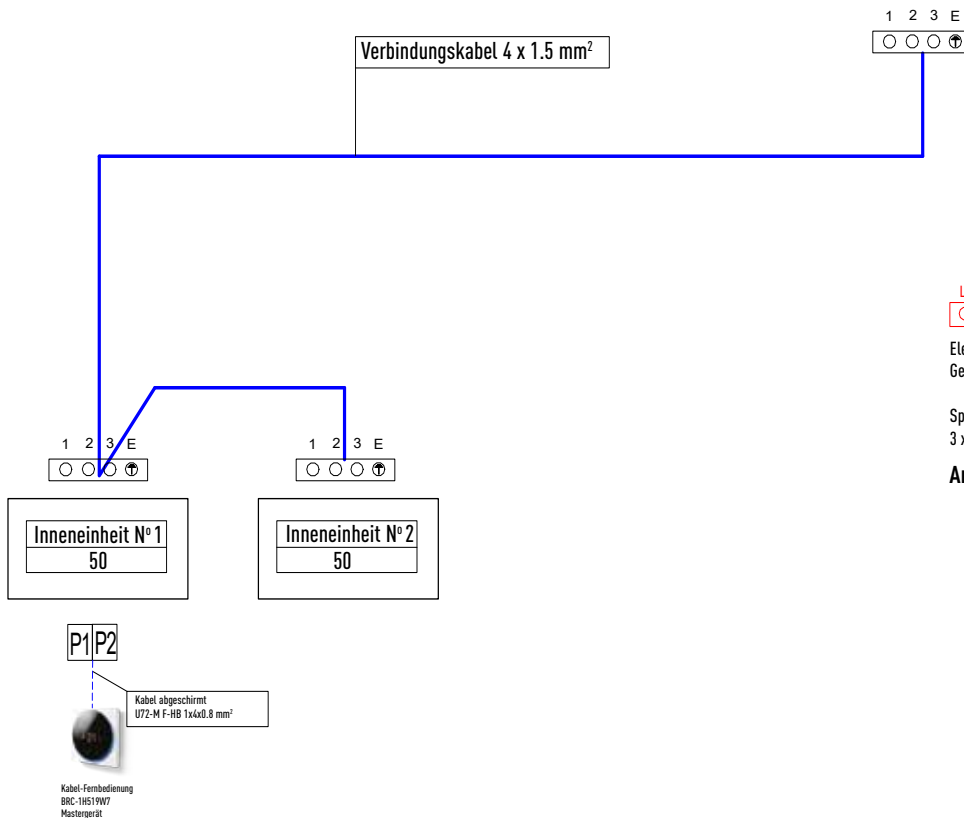 1 2 3 E
Verbindungskabel 4 x 1.5 mm²
1 2 3 E
1 2 3 E
Inneneinheit Nº 1
50
Inneneinheit Nº 2
50
P1 P2
Kabel abgeschirmt
U72-M F-HB 1x4x0.8 mm²
Kabel-Fernbedienung
BRC-1H519W7
Mastergerät